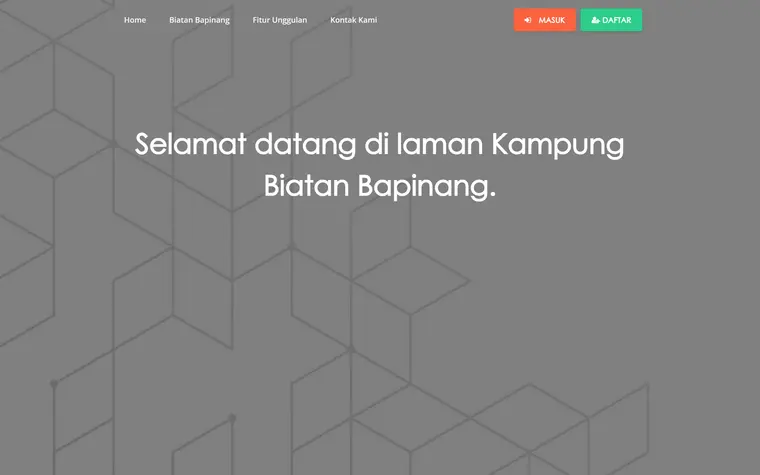 Home Biatan Bapinang Fitur Unggulan Kontak Kami MASUK DAFTAR
Selamat datang di laman Kampung
Biatan Bapinang.